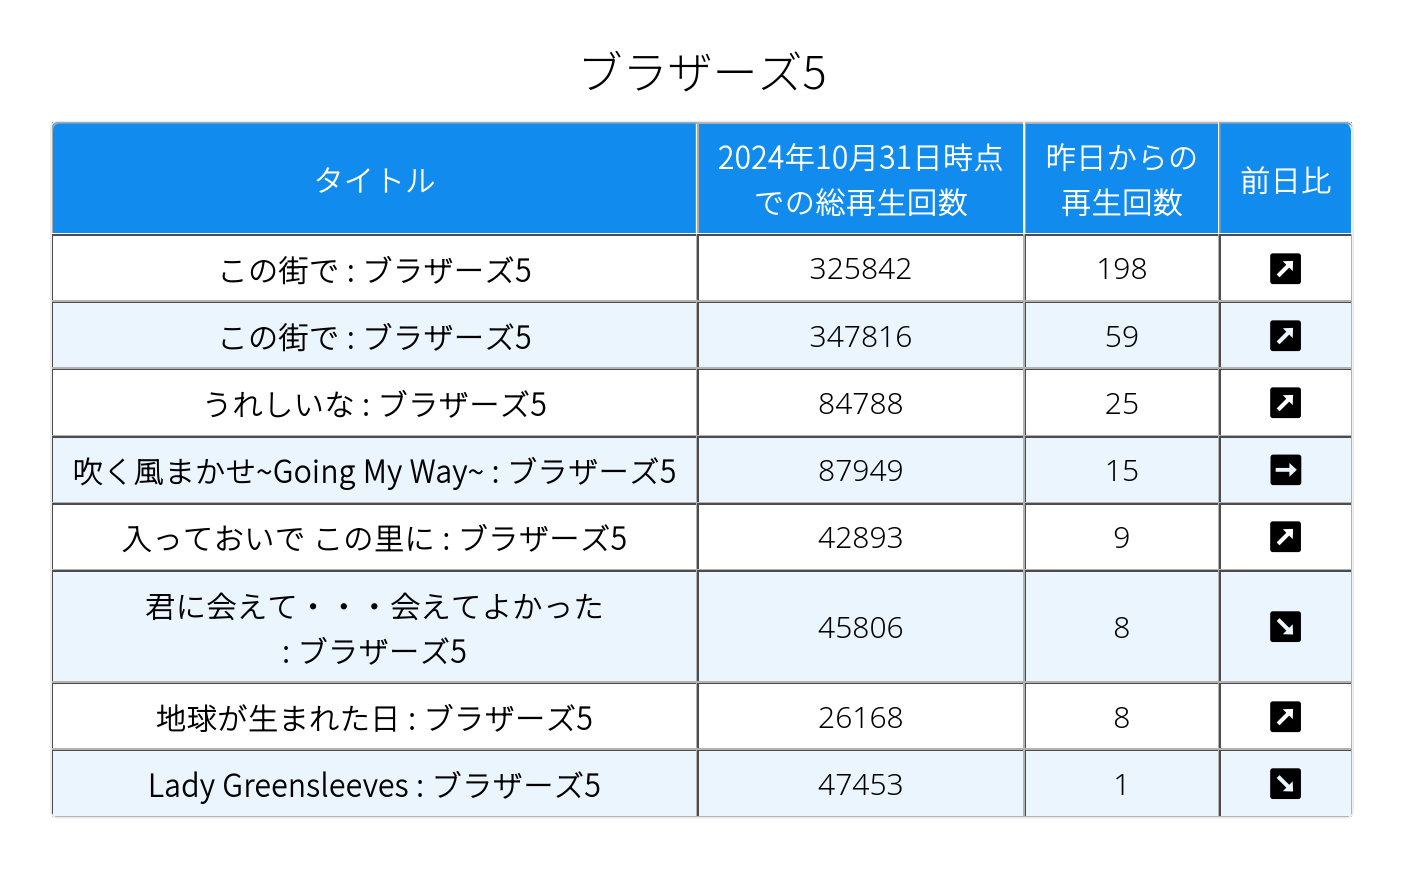 ブラザーズ5
タイトル
2024年10月31日時点
での総再生回数
昨日からの
再生回数
前日比
この街で : ブラザーズ5
325842
198
この街で : ブラザーズ5
347816
59
うれしいな : ブラザーズ5
84788
25
吹く風まかせ~Going My Way~ : ブラザーズ5
87949
15
入っておいで この里に : ブラザーズ5
42893
9
君に会えて・・・会えてよかった
: ブラザーズ5
45806
8
地球が生まれた日 : ブラザーズ5
26168
8
Lady Greensleeves : ブラザーズ5
47453
1